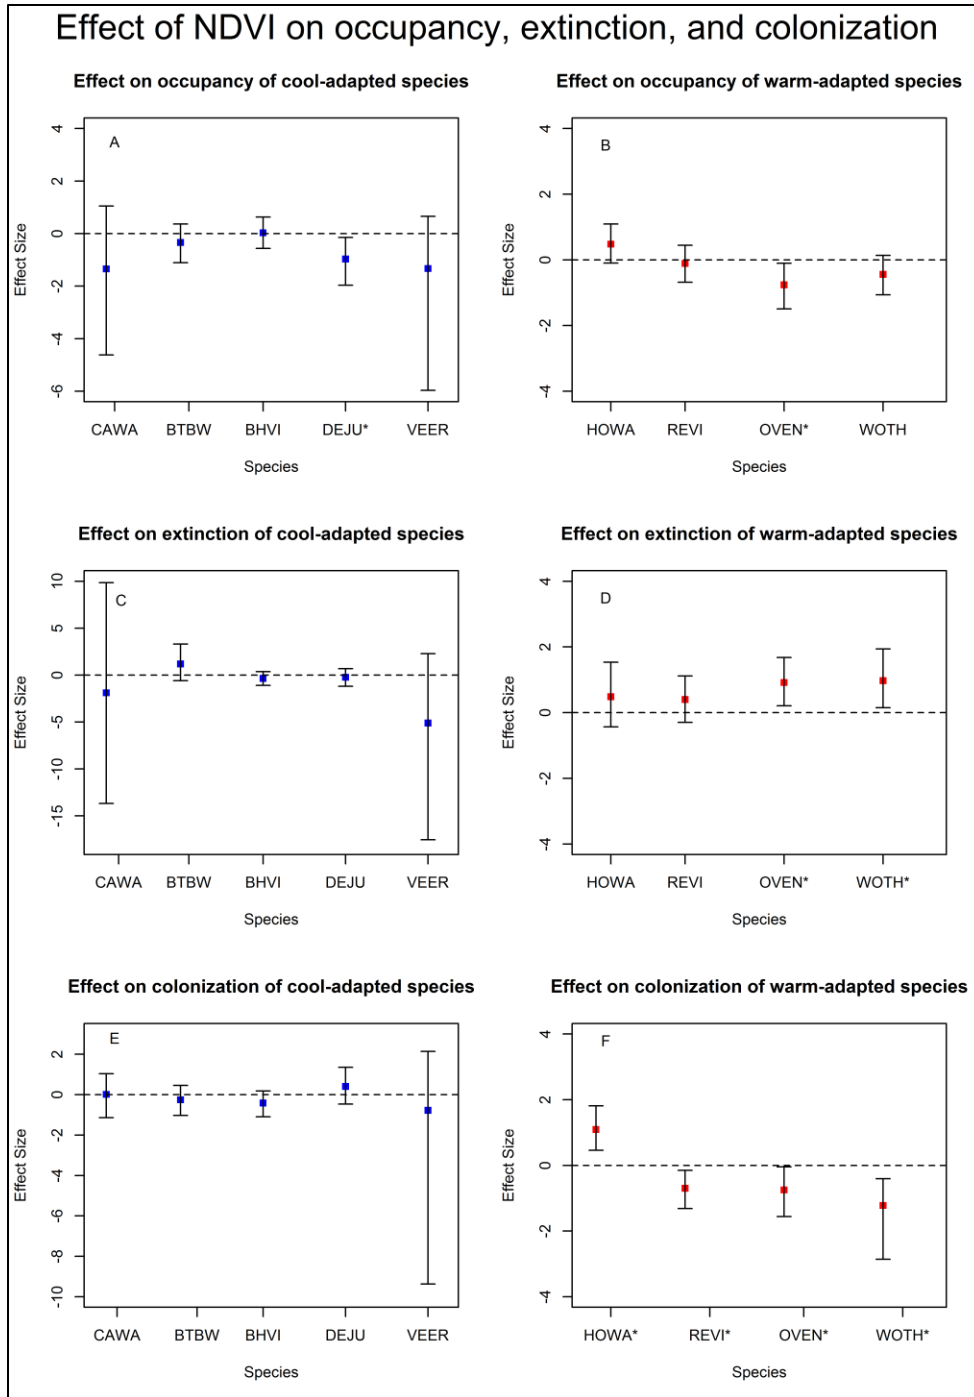 Effect of NDVI on occupancy, extinction, and colonization
Effect on occupancy of cool-adapted species
A
4
2
0
-2
-4
-6
Effect Size
CAWA BTBW BHVI DEJU* VEER
Species
Effect on occupancy of warm-adapted species
B
4
2
0
-2
-4
Effect Size
HOWA REVI OVEN* WOTH
Species
Effect on extinction of cool-adapted species
C
10
5
0
-5
-10
-15
Effect Size
CAWA BTBW BHVI DEJU VEER
Species
Effect on extinction of warm-adapted species
D
4
2
0
-2
-4
Effect Size
HOWA REVI OVEN* WOTH*
Species
Effect on colonization of cool-adapted species
E
2
0
-2
-4
-6
-8
-10
Effect Size
CAWA BTBW BHVI DEJU VEER
Species
Effect on colonization of warm-adapted species
F
4
2
0
-2
-4
Effect Size
HOWA* REVI* OVEN* WOTH*
Species